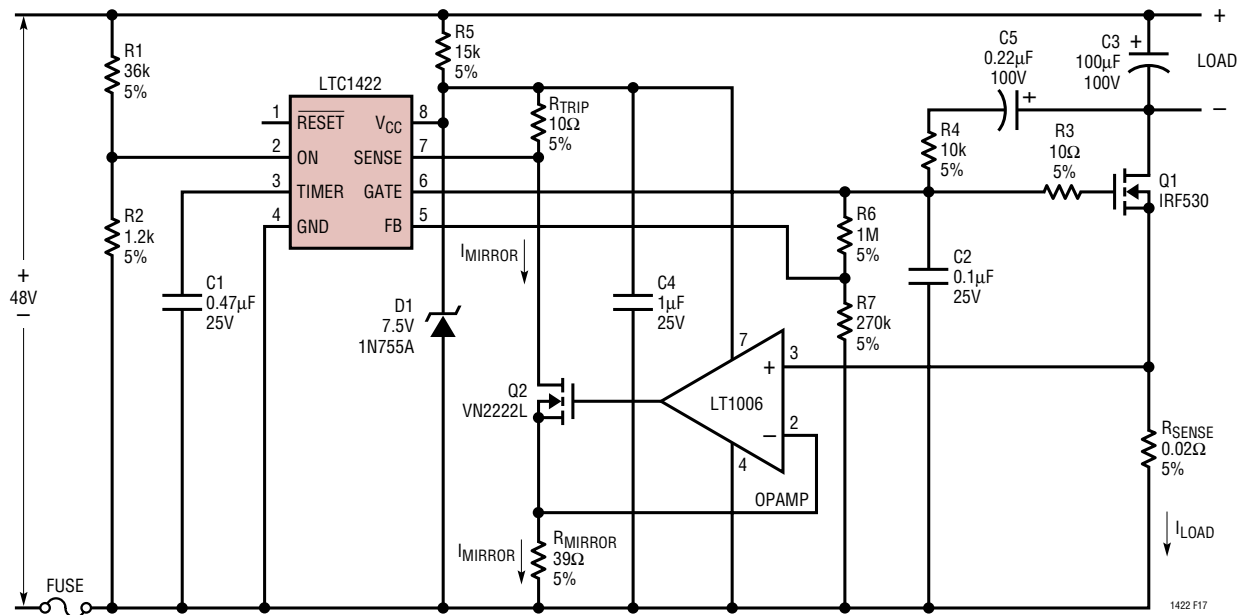 R1
36k
5%
R5
15k
5%
LTC1422
1
RESET
2
ON
3
TIMER
4
GND
VCC
8
SENSE
7
GATE
6
FB
5
RTRIP
10Ω
5%
C5
0.22µF
100V
+
C3
100µF
100V
+
+
LOAD
−
R4
10k
5%
R3
10Ω
5%
Q1
IRF530
R2
1.2k
5%
+
48V
−
C1
0.47µF
25V
IMIRROR
D1
7.5V
1N755A
C4
1µF
25V
R6
1M
5%
R7
270k
5%
C2
0.1µF
25V
Q2
VN2222L
7
+
3
LT1006
−
2
4
OPAMP
RSENSE
0.02Ω
5%
IMIRROR
RMIRROR
39Ω
5%
ILOAD
FUSE
1422 F17